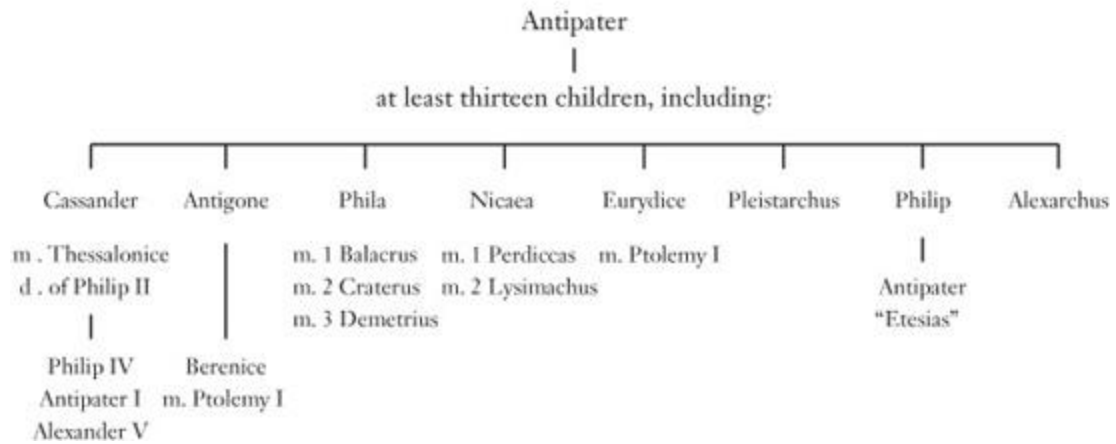 Antipater
at least thirteen children, including:
Cassander Antigone Phila Nicaea Eurydice Pleistarchus Philip Alexarchus
m . Thessalonice m. 1 Balacrus m. 1 Perdiccas m. Ptolemy I
d . of Philip II m. 2 Craterus m. 2 Lysimachus Antipater
m. 3 Demetrius “Etesias”
Philip IV Berenice
Antipater I m. Ptolemy I
Alexander V